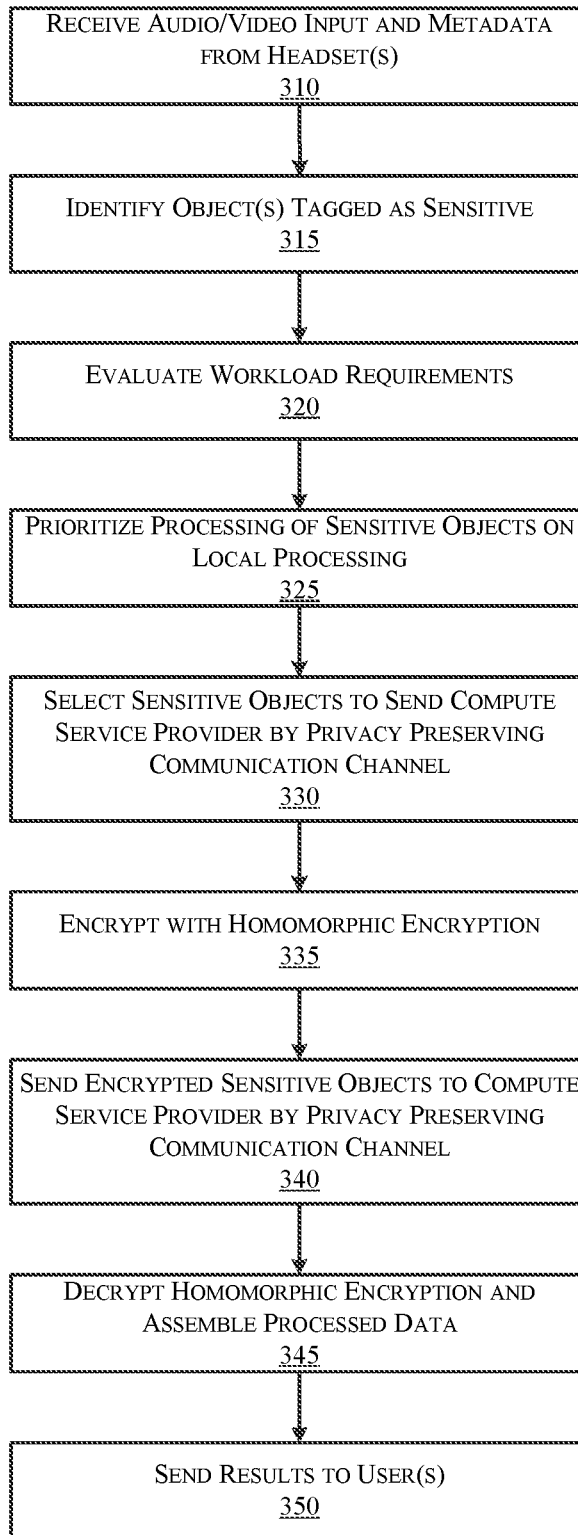 RECEIVE AUDIO/VIDEO INPUT AND METADATA
FROM HEADSET(S)
310
IDENTIFY OBJECT(S) TAGGED AS SENSITIVE
315
EVALUATE WORKLOAD REQUIREMENTS
320
PRIORITIZE PROCESSING OF SENSITIVE OBJECTS ON
LOCAL PROCESSING
325
SELECT SENSITIVE OBJECTS TO SEND COMPUTE
SERVICE PROVIDER BY PRIVACY PRESERVING
COMMUNICATION CHANNEL
330
ENCRYPT WITH HOMOMORPHIC ENCRYPTION
335
SEND ENCRYPTED SENSITIVE OBJECTS TO COMPUTE
SERVICE PROVIDER BY PRIVACY PRESERVING
COMMUNICATION CHANNEL
340
DECRYPT HOMOMORPHIC ENCRYPTION AND
ASSEMBLE PROCESSED DATA
345
SEND RESULTS TO USER(S)
350